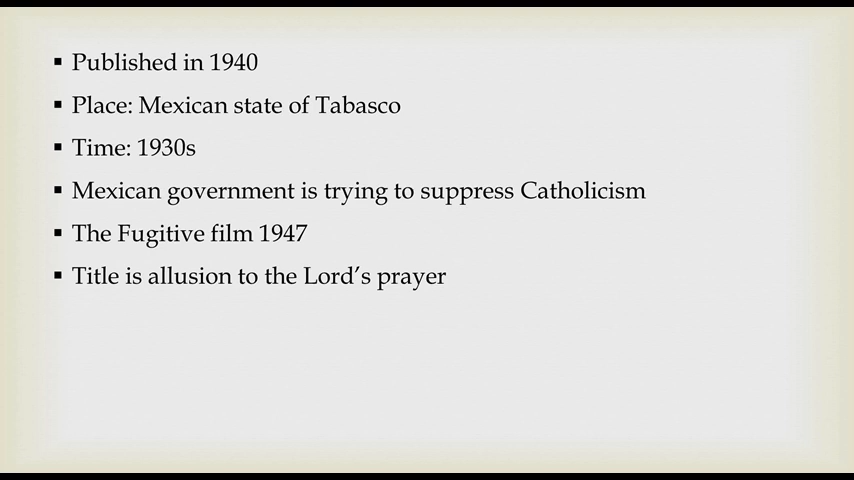 ▪ Published in 1940
▪ Place: Mexican state of Tabasco
▪ Time: 1930s
▪ Mexican government is trying to suppress Catholicism
▪ The Fugitive film 1947
▪ Title is allusion to the Lord’s prayer